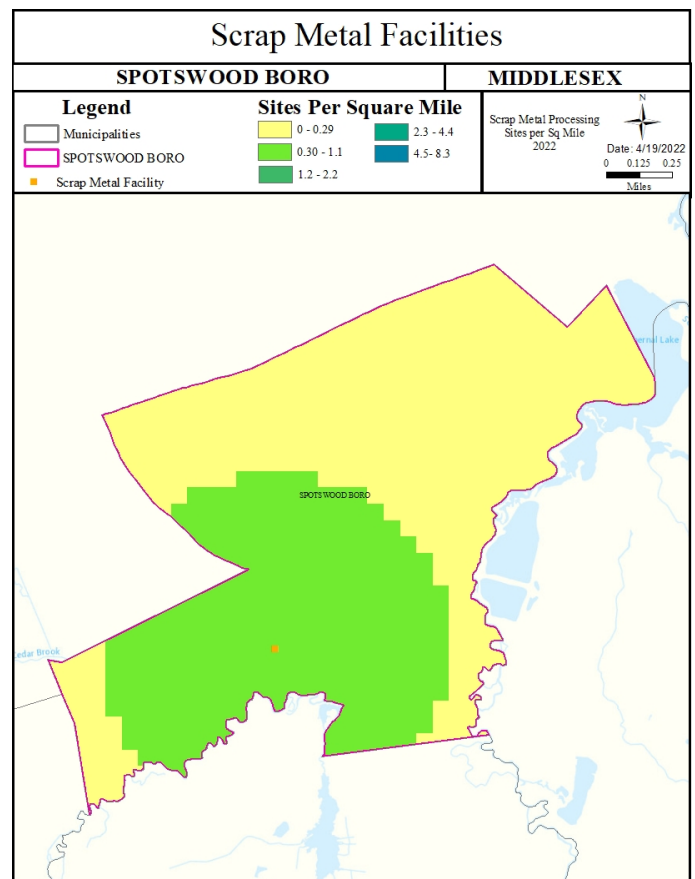 Scrap Metal Facilities
SPOTSWOOD BORO
MIDDLESEX
Legend
Municipalities
SPOTSWOOD BORO
Scrap Metal Facility
Sites Per Square Mile
0 - 0.29
0.30 - 1.1
1.2 - 2.2
2.3 - 4.4
4.5- 8.3
Scrap Metal Processing
Sites per Sq Mile
2022
N
Date: 4/19/2022
0 0.125 0.25
Miles
ernal Lake
SPOTSWOOD BORO
edar Brook